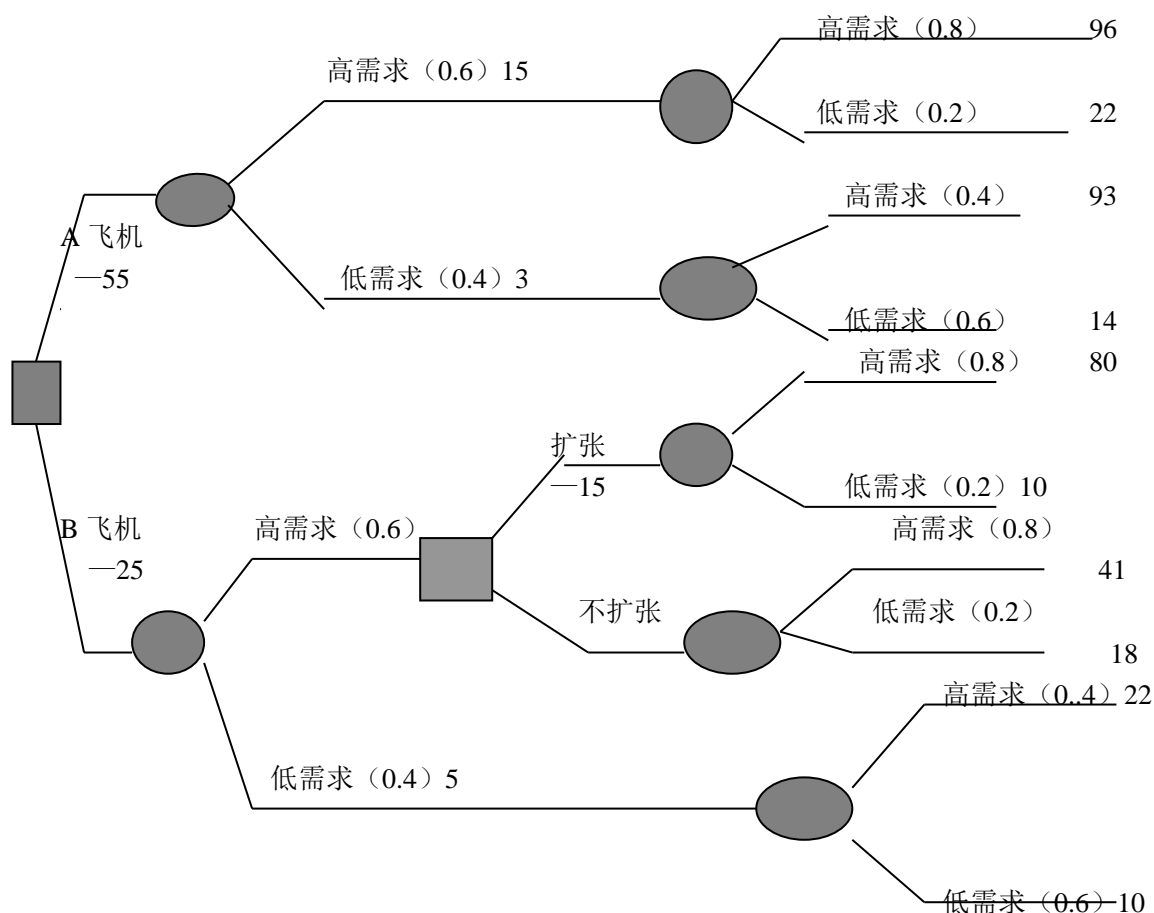 高需求（0.8） 96
高需求（0.6）15
低需求（0.2） 22
高需求（0.4） 93
A 飞机
—55
低需求（0.4）3
低需求（0.6） 14
高需求（0.8） 80
扩张
—15
低需求（0.2）10
B 飞机
—25
高需求（0.6）
高需求（0.8）
41
不扩张
低需求（0.2）
18
高需求（0..4）22
低需求（0.4）5
低需求（0.6）10